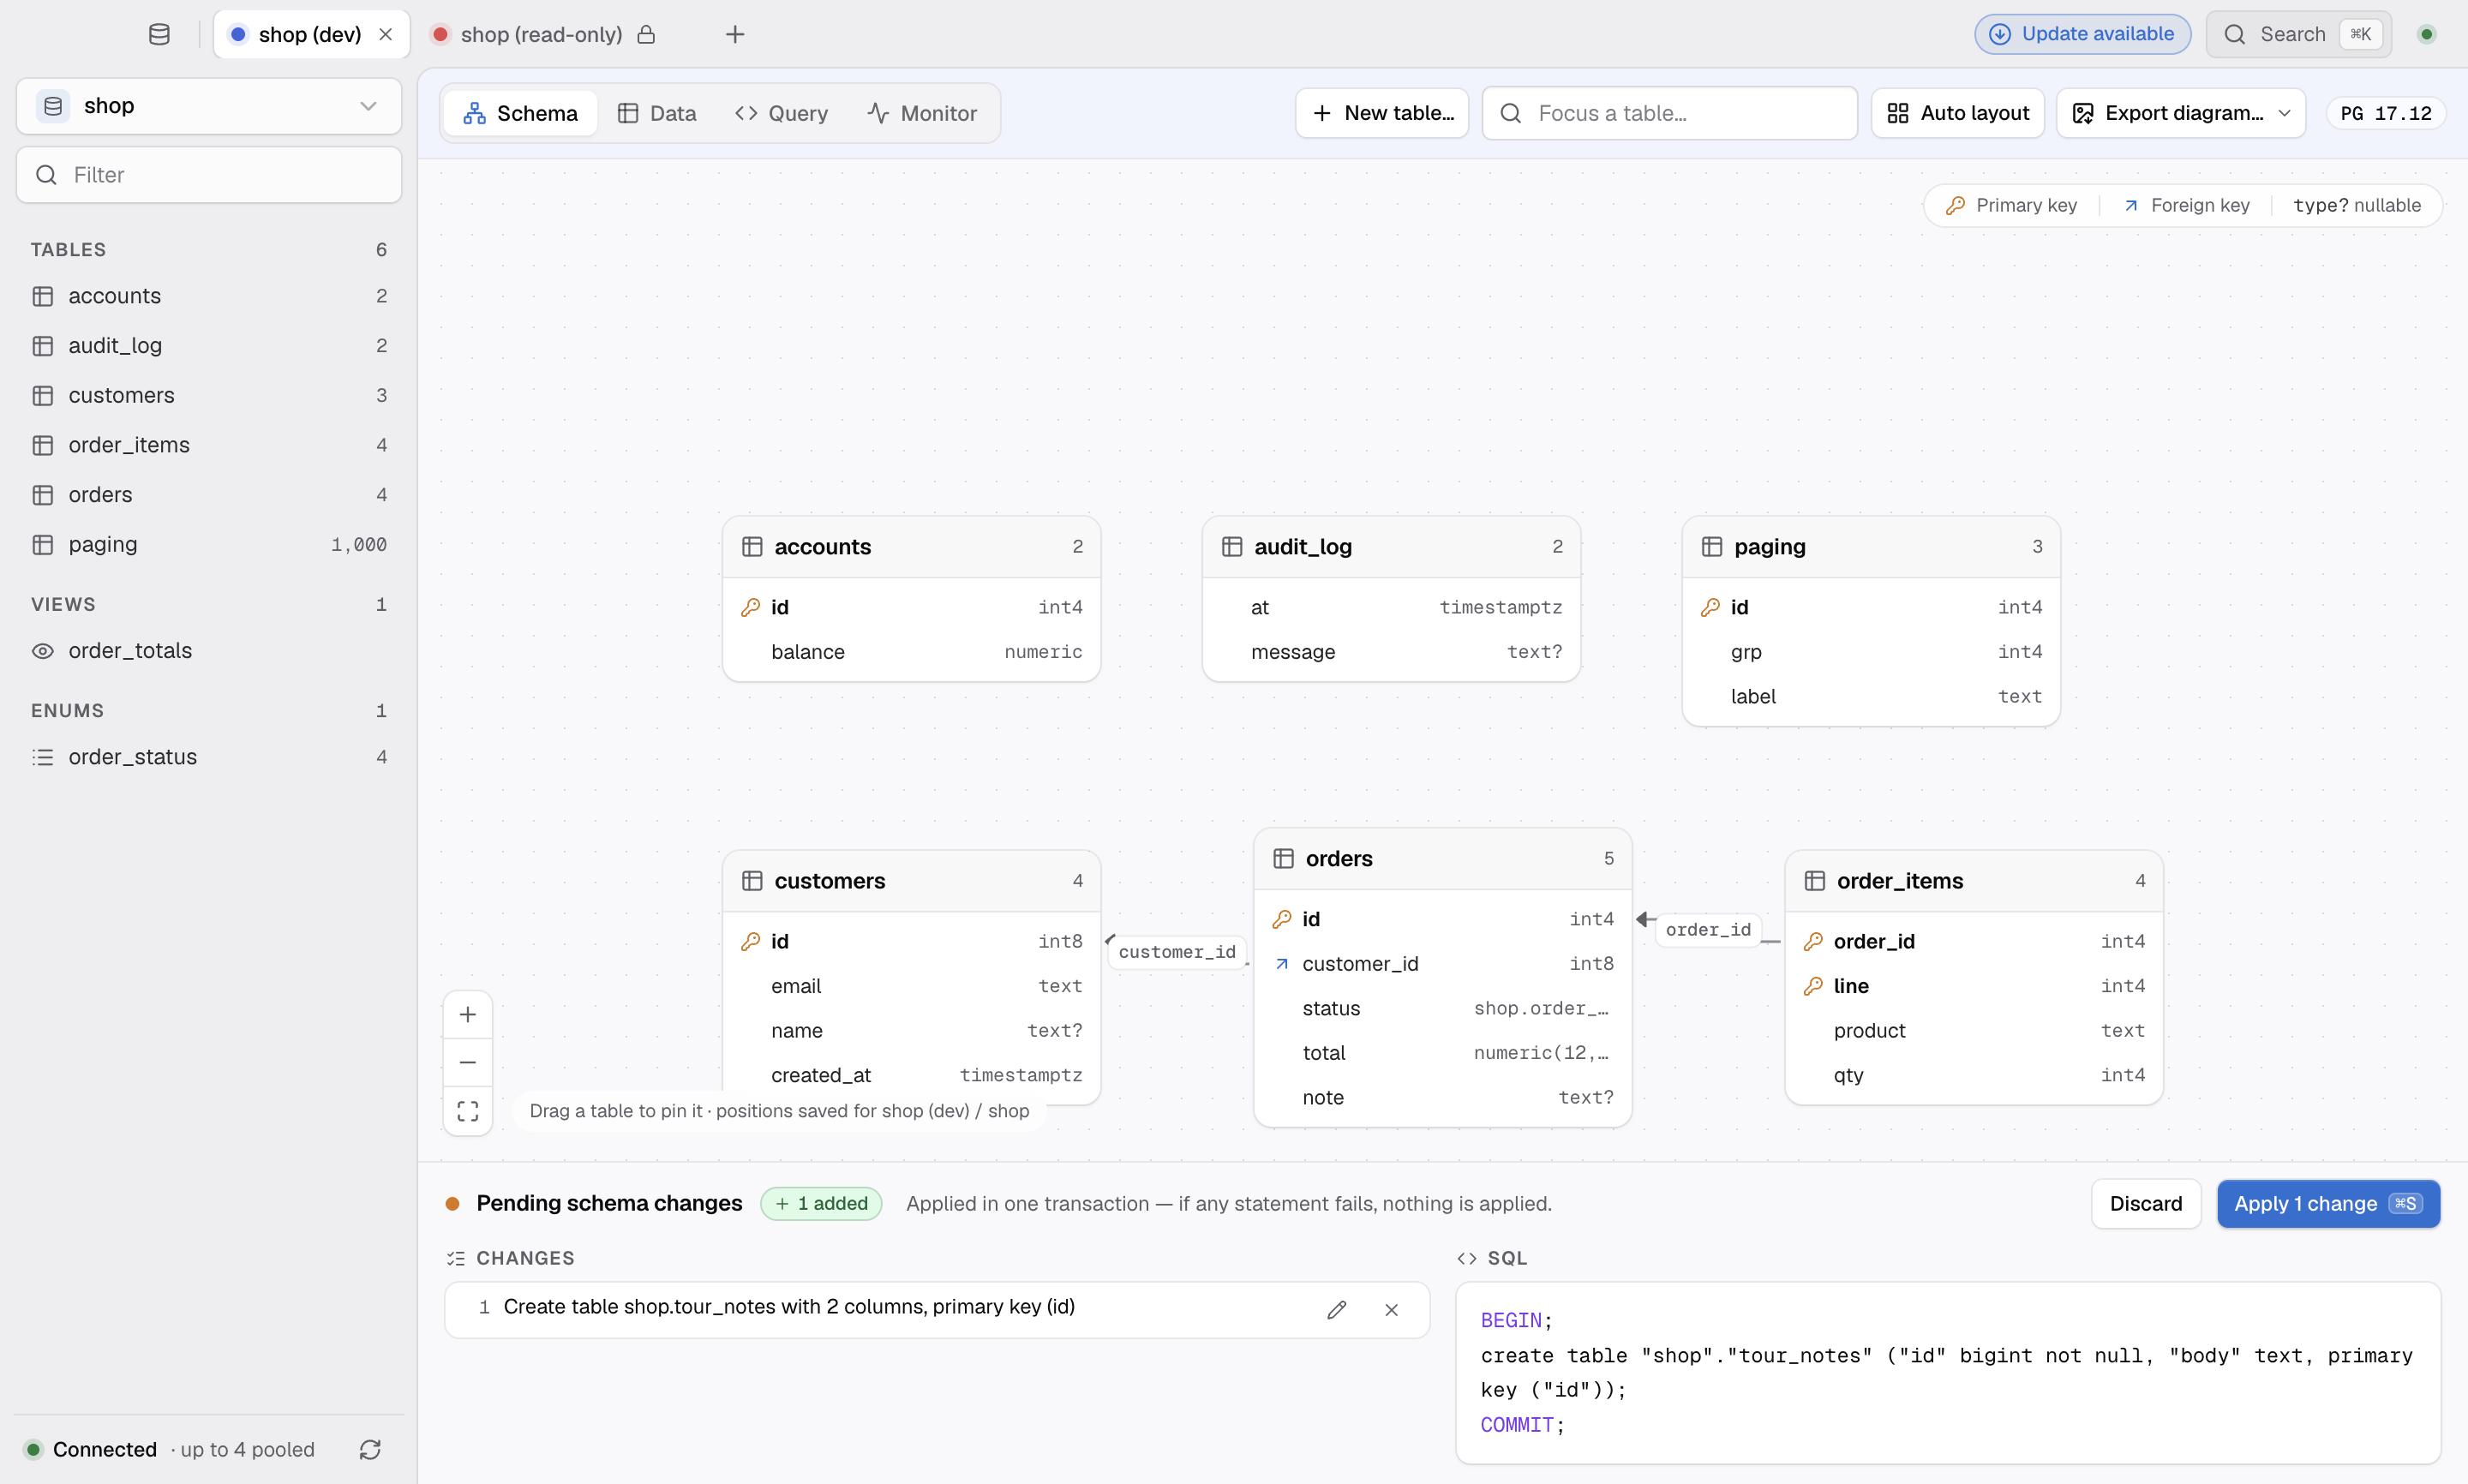 shop (dev)
shop (read-only)
Update available
Search ⌘K
shop
Filter
TABLES 6
accounts 2
audit_log 2
customers 3
order_items 4
orders 4
paging 1,000
VIEWS 1
order_totals
ENUMS 1
order_status 4
Connected · up to 4 pooled
Schema Data Query Monitor
New table…
Focus a table…
Auto layout
Export diagram…
PG 17.12
Primary key Foreign key type? nullable
accounts 2
id int4
balance numeric
audit_log 2
at timestamptz
message text?
paging 3
id int4
grp int4
label text
customers 4
id int8
email text
name text?
created_at timestamptz
customer_id
orders 5
id int4
customer_id int8
status shop.order_…
total numeric(12,…
note text?
order_id
order_items 4
order_id int4
line int4
product text
qty int4
Drag a table to pin it · positions saved for shop (dev) / shop
Pending schema changes + 1 added Applied in one transaction — if any statement fails, nothing is applied.
Discard
Apply 1 change ⌘S
CHANGES
1 Create table shop.tour_notes with 2 columns, primary key (id)
SQL
BEGIN;
create table "shop"."tour_notes" ("id" bigint not null, "body" text, primary
key ("id"));
COMMIT;